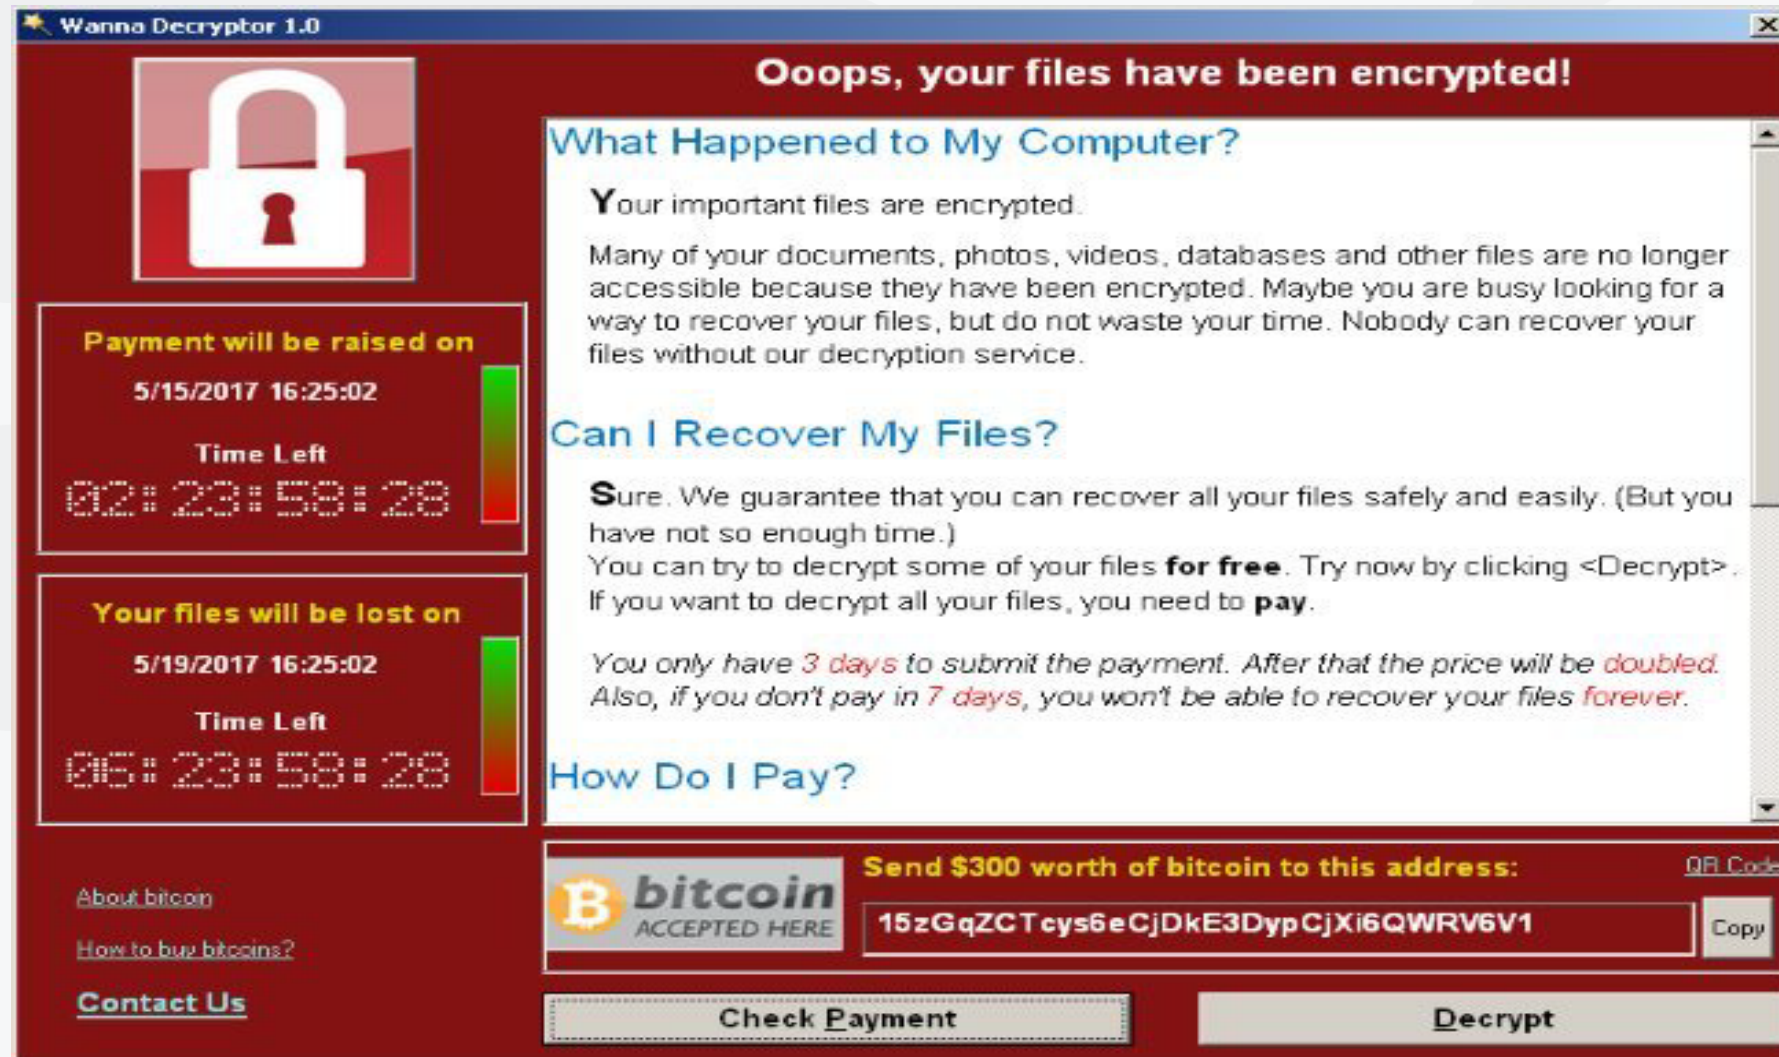 Wanna Decryptor 1.0
Ooops, your files have been encrypted!
Payment will be raised on
5/15/2017 16:25:02
Time Left
02:23:58:28
Your files will be lost on
5/19/2017 16:25:02
Time Left
06:23:58:28
About bitcoin
How to buy bitcoins?
Contact Us
What Happened to My Computer?
Your important files are encrypted.
Many of your documents, photos, videos, databases and other files are no longer
accessible because they have been encrypted. Maybe you are busy looking for a
way to recover your files, but do not waste your time. Nobody can recover your
files without our decryption service.
Can I Recover My Files?
Sure. We guarantee that you can recover all your files safely and easily. (But you
have not so enough time.)
You can try to decrypt some of your files for free. Try now by clicking <Decrypt>.
If you want to decrypt all your files, you need to pay.
You only have 3 days to submit the payment. After that the price will be doubled.
Also, if you don't pay in 7 days, you won't be able to recover your files forever.
How Do I Pay?
bitcoin
ACCEPTED HERE
Send $300 worth of bitcoin to this address:
QR Code
15zGqZCTcys6eCjDkE3DypCjXi6QWRV6V1
Copy
Check Payment
Decrypt